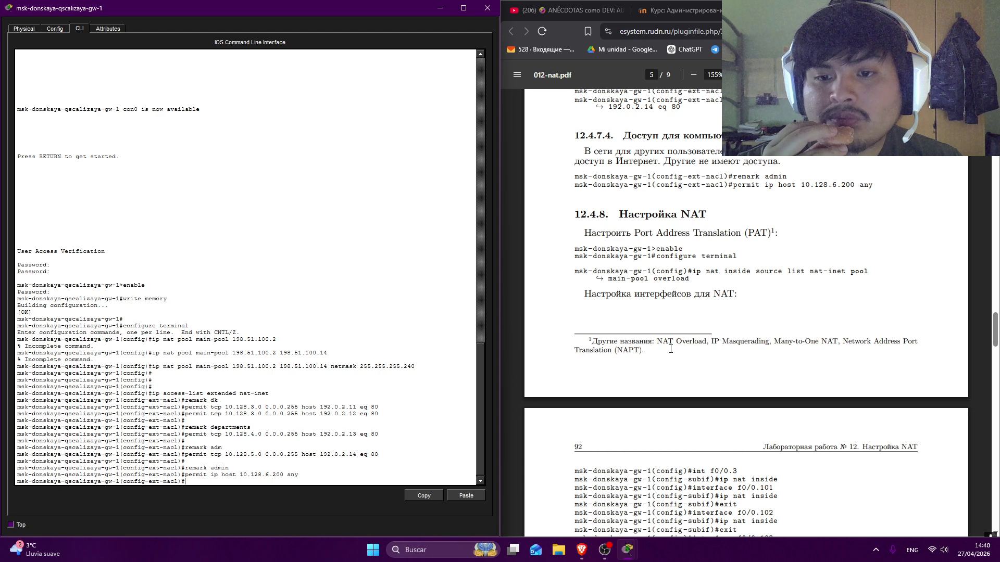 msk-donskaya-qscalizaya-gw-1
Physical
Config
CLI
Attributes
IOS Command Line Interface
msk-donskaya-qscalizaya-gw-1 con0 is now available
Press RETURN to get started.
User Access Verification
Password:
Password:
msk-donskaya-qscalizaya-gw-1>enable
Password:
msk-donskaya-qscalizaya-gw-1#write memory
Building configuration...
[OK]
msk-donskaya-qscalizaya-gw-1#
msk-donskaya-qscalizaya-gw-1#configure terminal
Enter configuration commands, one per line.  End with CNTL/Z.
msk-donskaya-qscalizaya-gw-1(config)#ip nat pool main-pool 198.51.100.2
% Incomplete command.
msk-donskaya-qscalizaya-gw-1(config)#ip nat pool main-pool 198.51.100.2 198.51.100.14
% Incomplete command.
msk-donskaya-qscalizaya-gw-1(config)#ip nat pool main-pool 198.51.100.2 198.51.100.14 netmask 255.255.255.240
msk-donskaya-qscalizaya-gw-1(config)#
msk-donskaya-qscalizaya-gw-1(config)#
msk-donskaya-qscalizaya-gw-1(config)#
msk-donskaya-qscalizaya-gw-1(config)#ip access-list extended nat-inet
msk-donskaya-qscalizaya-gw-1(config-ext-nacl)#remark dk
msk-donskaya-qscalizaya-gw-1(config-ext-nacl)#permit tcp 10.128.3.0 0.0.0.255 host 192.0.2.11 eq 80
msk-donskaya-qscalizaya-gw-1(config-ext-nacl)#permit tcp 10.128.3.0 0.0.0.255 host 192.0.2.12 eq 80
msk-donskaya-qscalizaya-gw-1(config-ext-nacl)#
msk-donskaya-qscalizaya-gw-1(config-ext-nacl)#remark departments
msk-donskaya-qscalizaya-gw-1(config-ext-nacl)#permit tcp 10.128.4.0 0.0.0.255 host 192.0.2.13 eq 80
msk-donskaya-qscalizaya-gw-1(config-ext-nacl)#
msk-donskaya-qscalizaya-gw-1(config-ext-nacl)#remark adm
msk-donskaya-qscalizaya-gw-1(config-ext-nacl)#permit tcp 10.128.5.0 0.0.0.255 host 192.0.2.14 eq 80
msk-donskaya-qscalizaya-gw-1(config-ext-nacl)#
msk-donskaya-qscalizaya-gw-1(config-ext-nacl)#remark admin
msk-donskaya-qscalizaya-gw-1(config-ext-nacl)#permit ip host 10.128.6.200 any
msk-donskaya-qscalizaya-gw-1(config-ext-nacl)#
Copy
Paste
Top
(206)
ANÉCDOTAS como DEV: AU
Курс: Администрировани
esystem.rudn.ru/pluginfile.php/
528 · Входящие —...
Mi unidad - Google...
ChatGPT
012-nat.pdf
5 / 9
155%
msk-donskaya-gw-1(config-ext-nacl
msk-donskaya-gw-1(config-ext-nacl
↪ 192.0.2.14 eq 80
12.4.7.4. Доступ для компью
В сети для других пользователе
доступ в Интернет. Другие не имеют доступа.
msk-donskaya-gw-1(config-ext-nacl)#remark admin
msk-donskaya-gw-1(config-ext-nacl)#permit ip host 10.128.6.200 any
12.4.8. Настройка NAT
Настроить Port Address Translation (PAT)¹:
msk-donskaya-gw-1>enable
msk-donskaya-gw-1#configure terminal
msk-donskaya-gw-1(config)#ip nat inside source list nat-inet pool
↪ main-pool overload
Настройка интерфейсов для NAT:
¹Другие названия: NAT Overload, IP Masquerading, Many-to-One NAT, Network Address Port
Translation (NAPT).
92
Лабораторная работа № 12. Настройка NAT
msk-donskaya-gw-1(config)#int f0/0.3
msk-donskaya-gw-1(config-subif)#ip nat inside
msk-donskaya-gw-1(config)#interface f0/0.101
msk-donskaya-gw-1(config-subif)#ip nat inside
msk-donskaya-gw-1(config-subif)#exit
msk-donskaya-gw-1(config)#interface f0/0.102
msk-donskaya-gw-1(config-subif)#ip nat inside
msk-donskaya-gw-1(config-subif)#exit
2
3°C
Lluvia suave
Buscar
ENG
14:40
27/04/2026